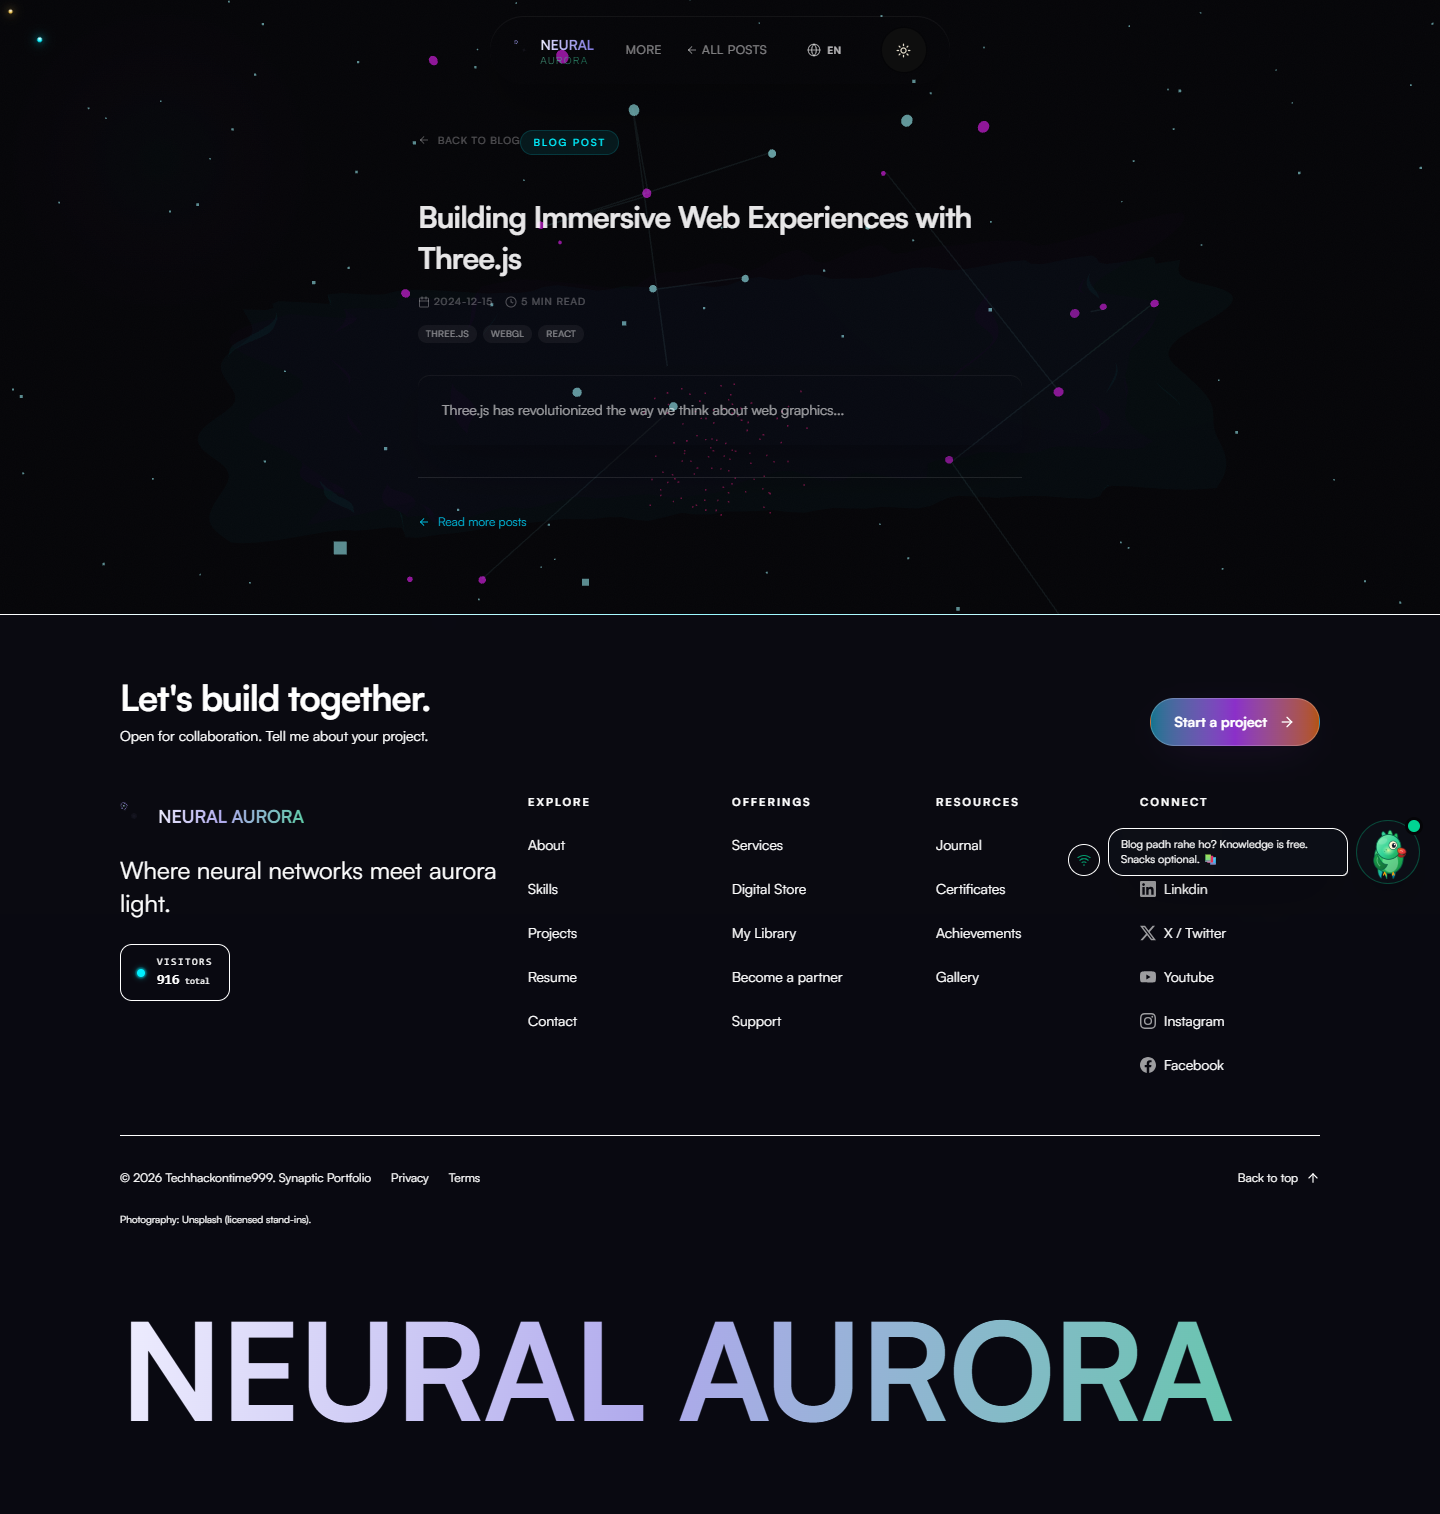 NEURAL
AURORA
MORE
ALL POSTS
EN
BACK TO BLOG
BLOG POST
Building Immersive Web Experiences with
Three.js
2024-12-15
5 MIN READ
THREE.JS
WEBGL
REACT
Three.js has revolutionized the way we think about web graphics...
Read more posts
Let's build together.
Open for collaboration. Tell me about your project.
Start a project
NEURAL AURORA
Where neural networks meet aurora
light.
VISITORS
916 total
EXPLORE
About
Skills
Projects
Resume
Contact
OFFERINGS
Services
Digital Store
My Library
Become a partner
Support
RESOURCES
Journal
Certificates
Achievements
Gallery
CONNECT
Blog padh rahe ho? Knowledge is free.
Snacks optional.
Linkdin
X / Twitter
Youtube
Instagram
Facebook
© 2026 Techhackontime999. Synaptic Portfolio
Privacy
Terms
Back to top
Photography: Unsplash (licensed stand-ins).
NEURAL AURORA